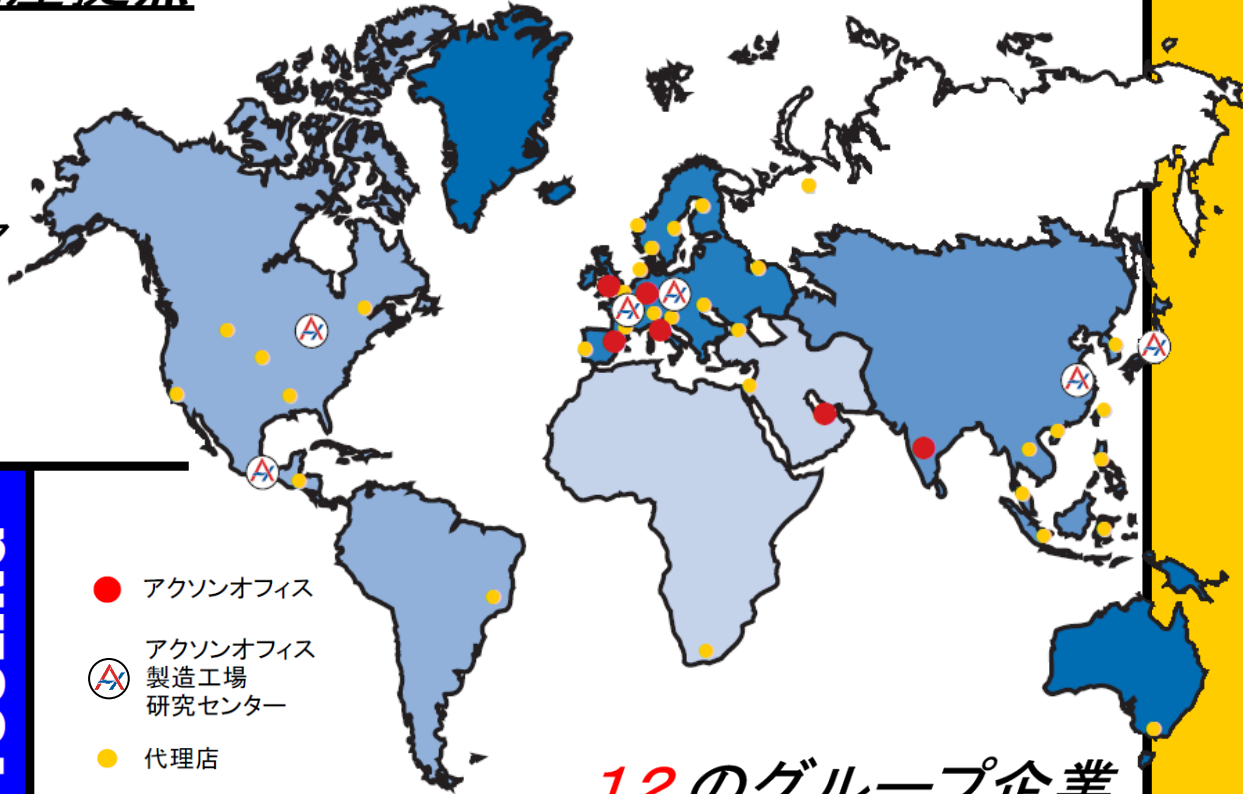 アクソンオフィス
アクソンオフィス
製造工場
研究センター
代理店
12のグループ企業